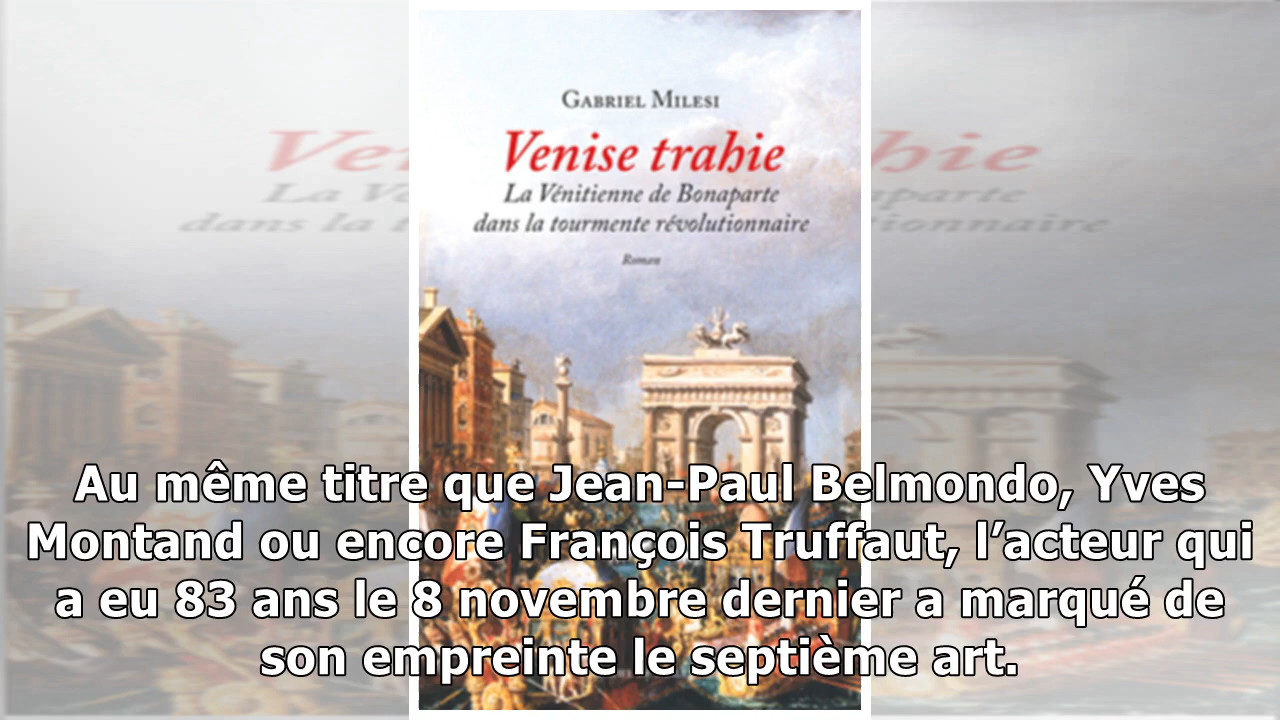 GABRIEL MILESI
Venise trahie
La Vénitienne de Bonaparte
dans la tourmente révolutionnaire
Roman
Au même titre que Jean-Paul Belmondo, Yves
Montand ou encore François Truffaut, l’acteur qui
a eu 83 ans le 8 novembre dernier a marqué de
son empreinte le septième art.